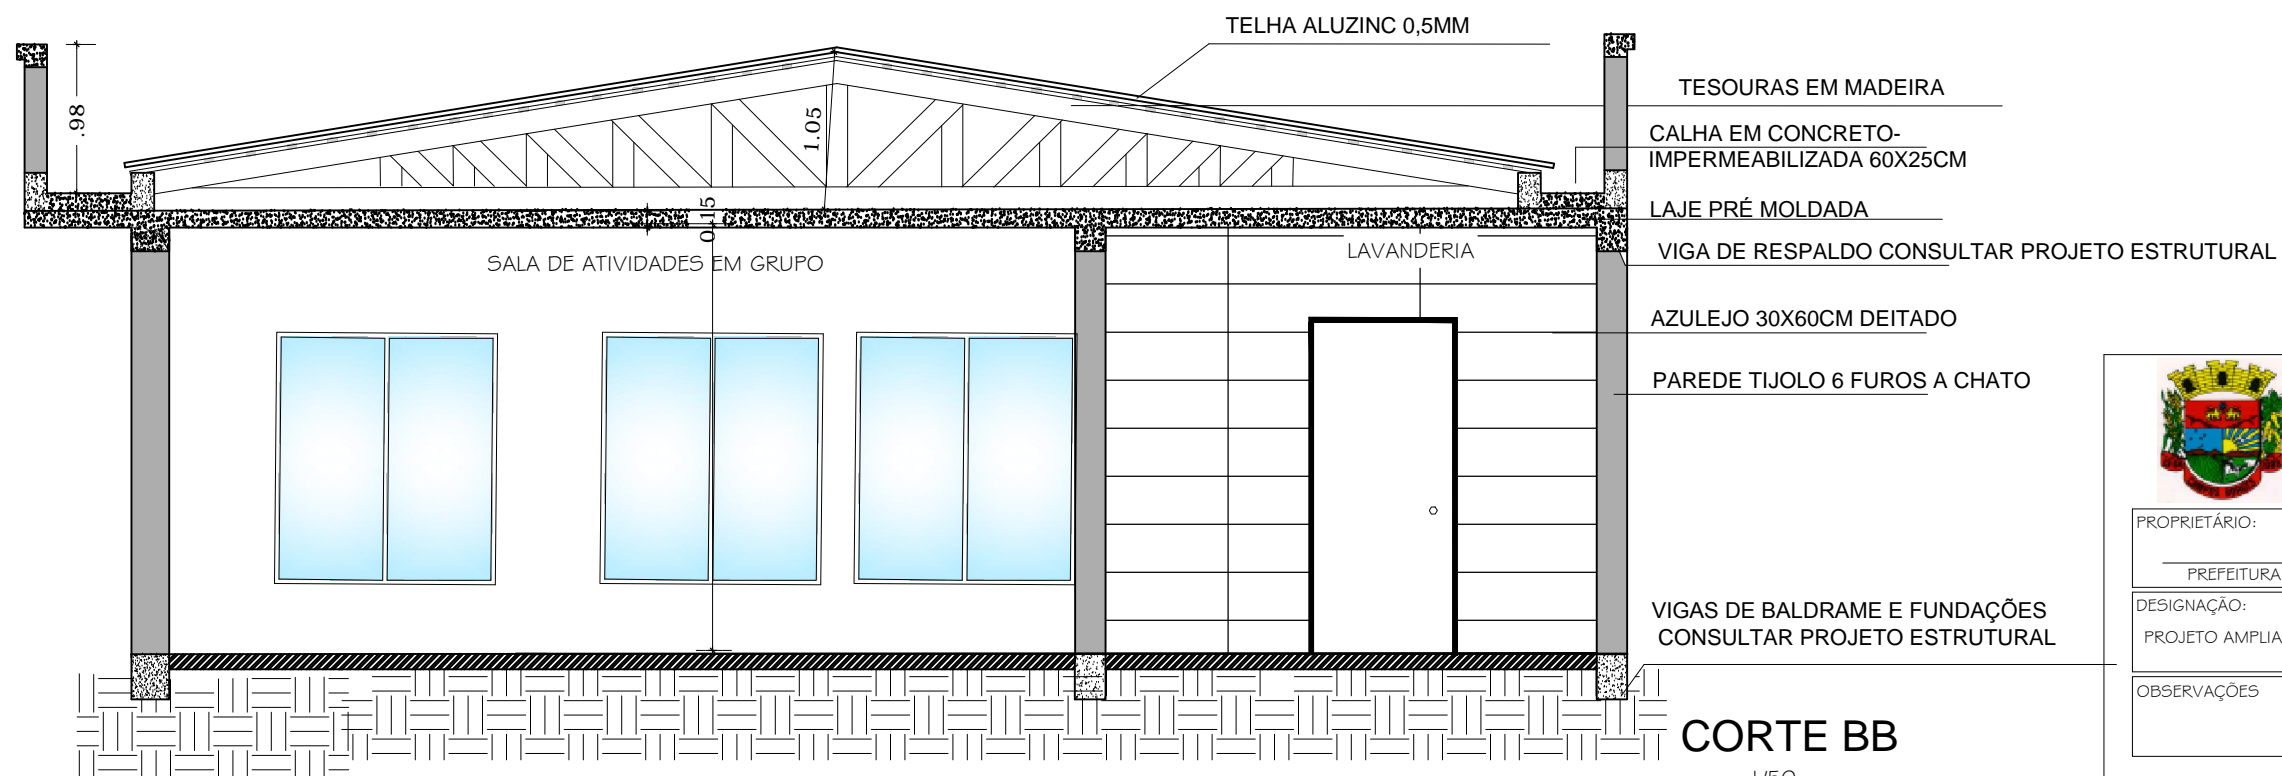 TELHA ALUZINC 0,5MM
TESOURAS EM MADEIRA
.98
1.05
CALHA EM CONCRETO-
IMPERMEABILIZADA 60X25CM
LAJE PRÉ MOLDADA
0.15
SALA DE ATIVIDADES EM GRUPO
LAVANDERIA
VIGA DE RESPALDO CONSULTAR PROJETO ESTRUTURAL
AZULEJO 30X60CM DEITADO
PAREDE TIJOLO 6 FUROS A CHATO
VIGAS DE BALDRAME E FUNDAÇÕES
CONSULTAR PROJETO ESTRUTURAL
CORTE BB
PROPRIETÁRIO:
PREFEITURA
DESIGNAÇÃO:
PROJETO AMPLIA
OBSERVAÇÕES